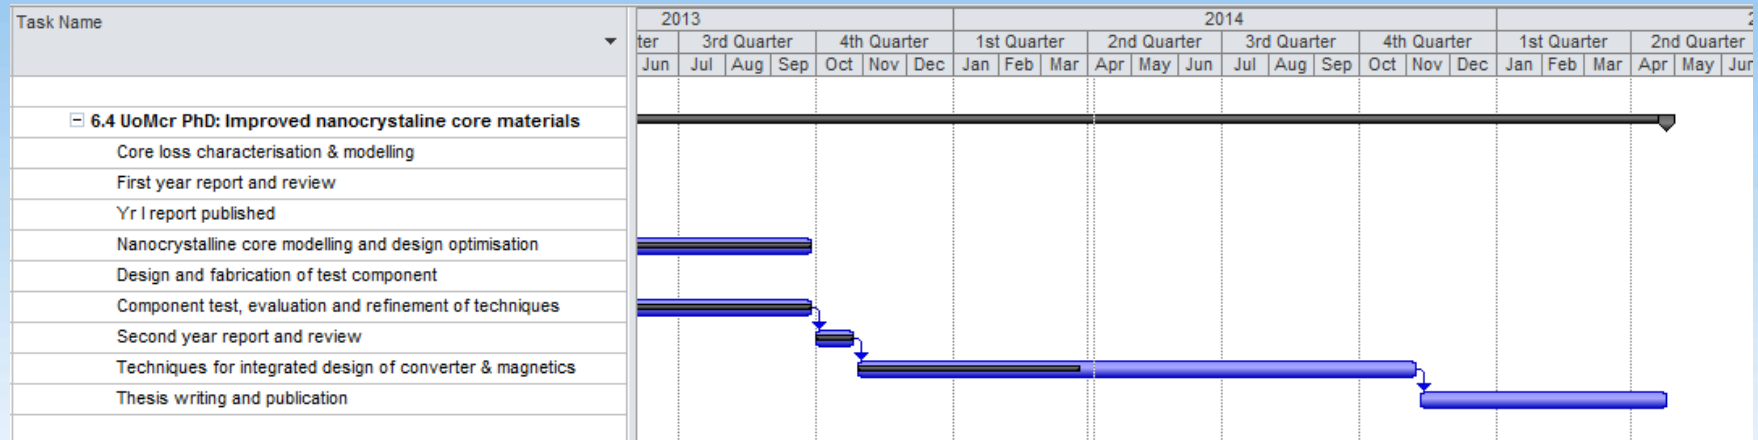 Task Name
2013 2014 2
ter 3rd Quarter 4th Quarter 1st Quarter 2nd Quarter 3rd Quarter 4th Quarter 1st Quarter 2nd Quarter
Jun Jul Aug Sep Oct Nov Dec Jan Feb Mar Apr May Jun Jul Aug Sep Oct Nov Dec Jan Feb Mar Apr May Jun
6.4 UoMcr PhD: Improved nanocrystaline core materials
Core loss characterisation & modelling
First year report and review
Yr I report published
Nanocrystalline core modelling and design optimisation
Design and fabrication of test component
Component test, evaluation and refinement of techniques
Second year report and review
Techniques for integrated design of converter & magnetics
Thesis writing and publication